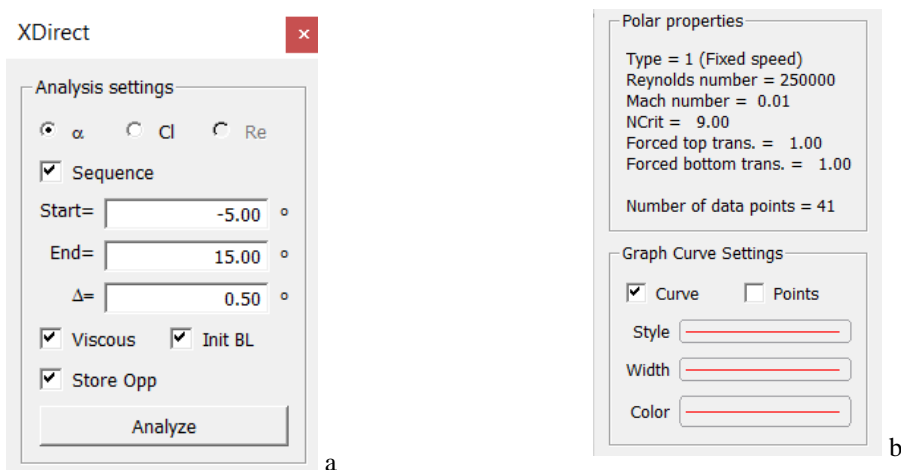 XDirect
Analysis settings
α Cl Re
Sequence
Start= -5.00 °
End= 15.00 °
Δ= 0.50 °
Viscous Init BL
Store Opp
Analyze
a
Polar properties
Type = 1 (Fixed speed)
Reynolds number = 250000
Mach number = 0.01
NCrit = 9.00
Forced top trans. = 1.00
Forced bottom trans. = 1.00
Number of data points = 41
Graph Curve Settings
Curve Points
Style
Width
Color
b